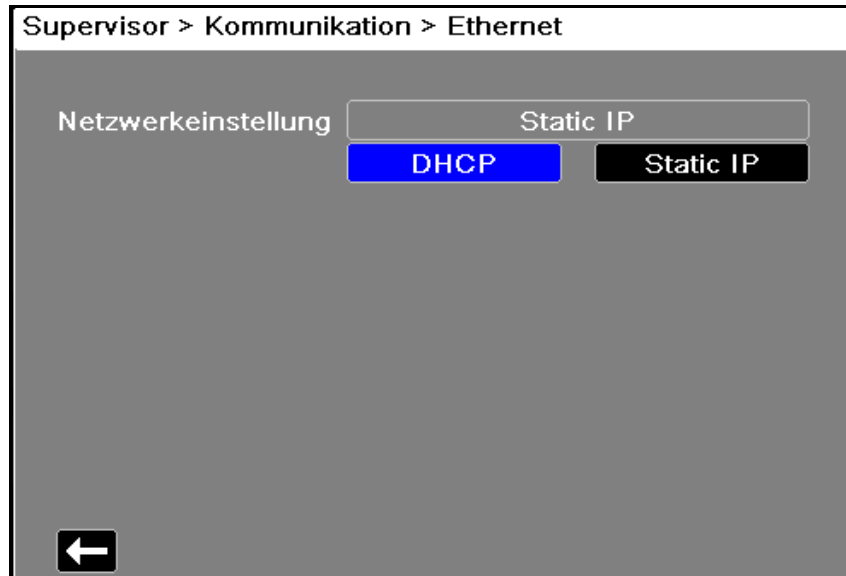 Supervisor > Kommunikation > Ethernet
Netzwerkeinstellung Static IP
DHCP Static IP